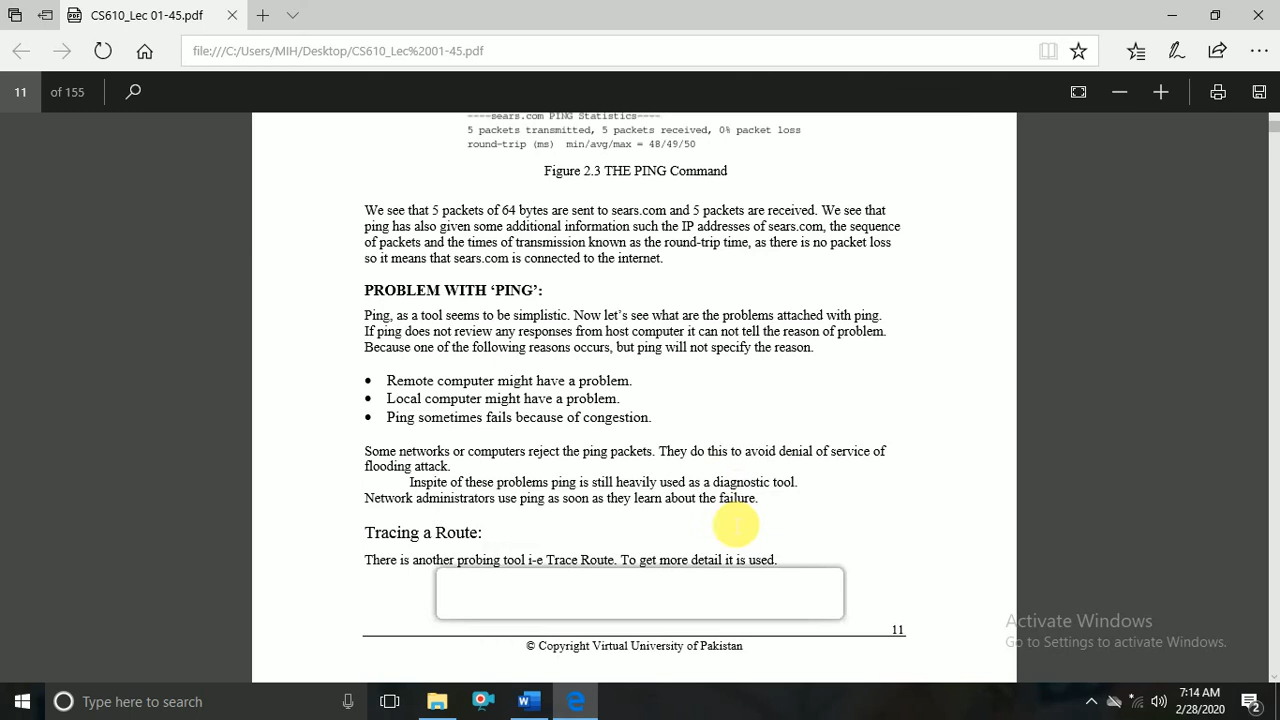 CS610_Lec 01-45.pdf
file:///C:/Users/MIH/Desktop/CS610_Lec%2001-45.pdf
11 of 155
----sears.com PING Statistics----
5 packets transmitted, 5 packets received, 0% packet loss
round-trip (ms) min/avg/max = 48/49/50
Figure 2.3 THE PING Command
We see that 5 packets of 64 bytes are sent to sears.com and 5 packets are received. We see that
ping has also given some additional information such the IP addresses of sears.com, the sequence
of packets and the times of transmission known as the round-trip time, as there is no packet loss
so it means that sears.com is connected to the internet.
PROBLEM WITH ‘PING’:
Ping, as a tool seems to be simplistic. Now let’s see what are the problems attached with ping.
If ping does not review any responses from host computer it can not tell the reason of problem.
Because one of the following reasons occurs, but ping will not specify the reason.
• Remote computer might have a problem.
• Local computer might have a problem.
• Ping sometimes fails because of congestion.
Some networks or computers reject the ping packets. They do this to avoid denial of service of
flooding attack.
Inspite of these problems ping is still heavily used as a diagnostic tool.
Network administrators use ping as soon as they learn about the failure.
Tracing a Route:
There is another probing tool i-e Trace Route. To get more detail it is used.
11
© Copyright Virtual University of Pakistan
Activate Windows
Go to Settings to activate Windows.
Type here to search
7:14 AM
2/28/2020
2